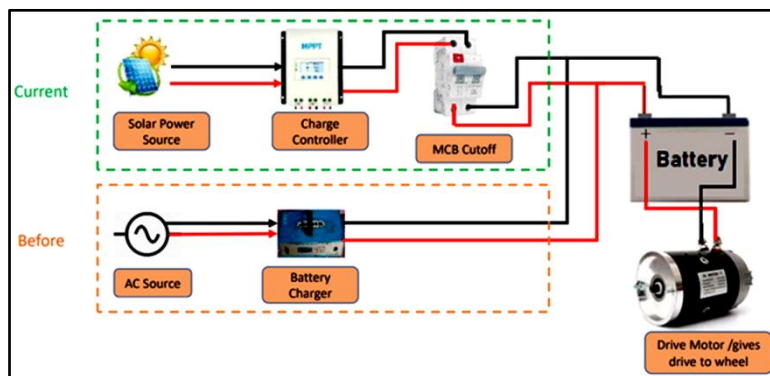 MPPT
Current
Solar Power
Source
Charge
Controller
MCB Cutoff
+
−
Battery
Before
AC Source
Battery
Charger
Drive Motor /gives
drive to wheel